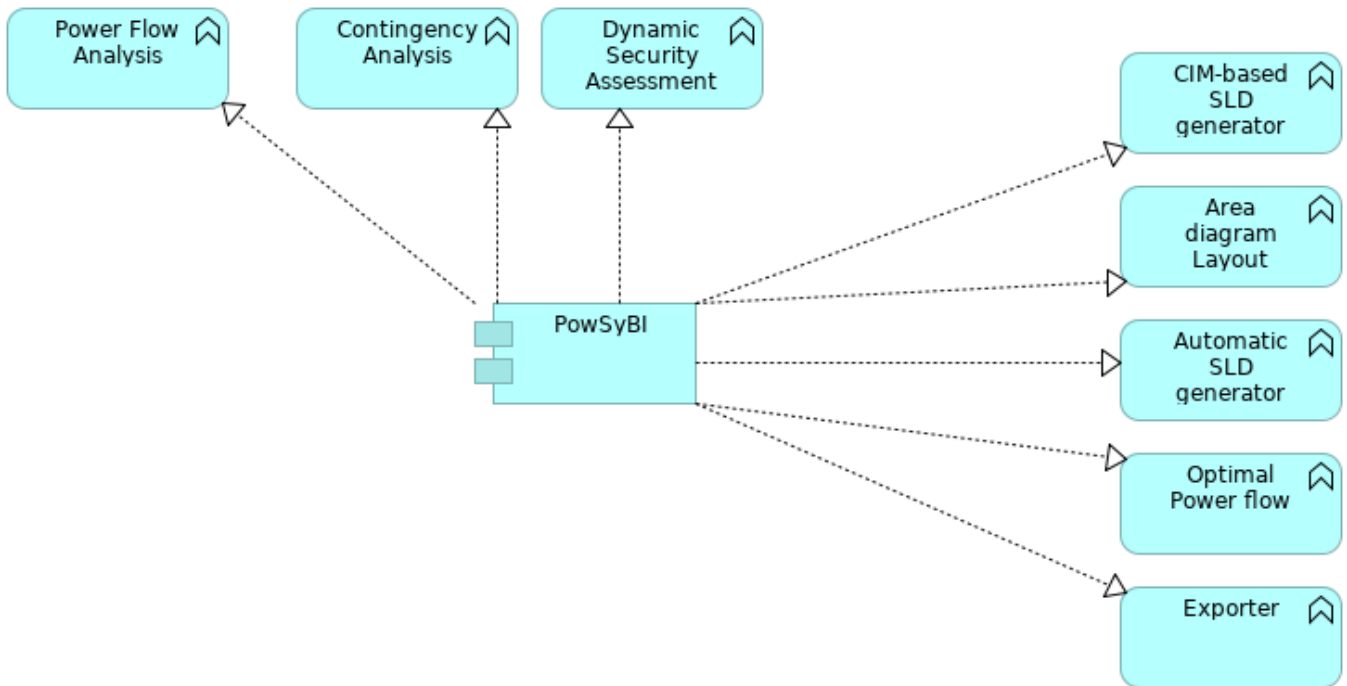 Power Flow
Analysis
Contingency
Analysis
Dynamic
Security
Assessment
CIM-based
SLD
generator
Area
diagram
Layout
PowSyBI
Automatic
SLD
generator
Optimal
Power flow
Exporter